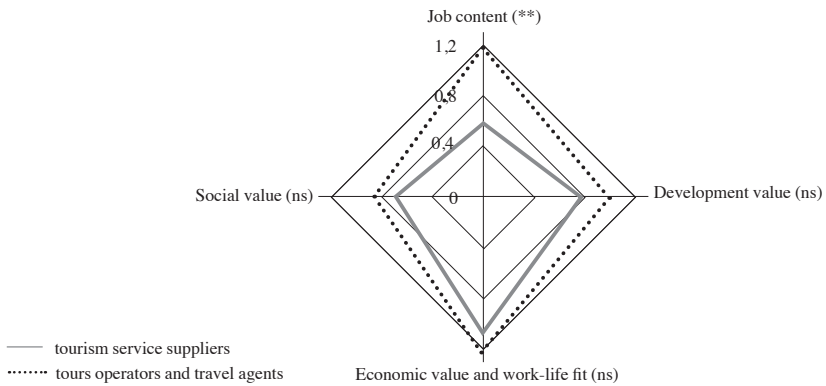 Job content (**)
1,2
0,8
0,4
Social value (ns)
0
Development value (ns)
tourism service suppliers
tours operators and travel agents
Economic value and work-life fit (ns)